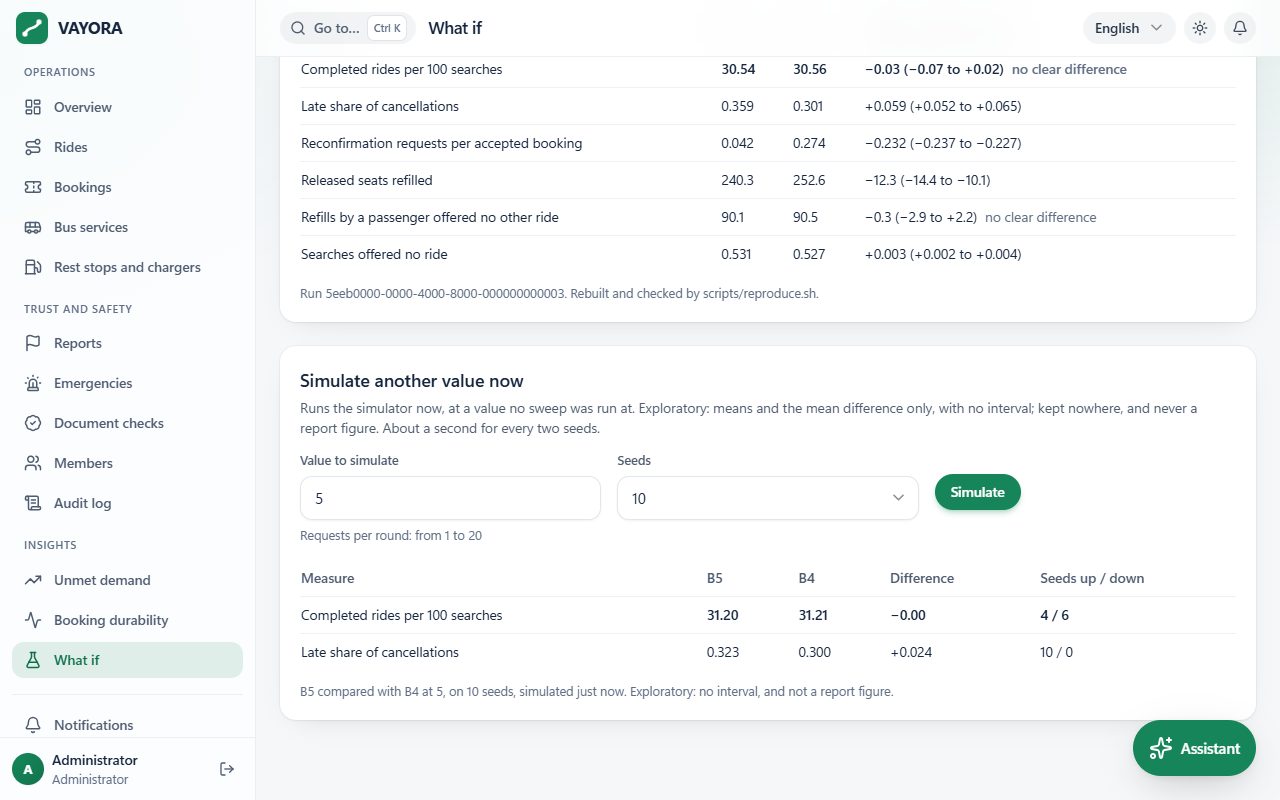 VAYORA
Go to...
Ctrl K
What if
English
OPERATIONS
Overview
Rides
Bookings
Bus services
Rest stops and chargers
TRUST AND SAFETY
Reports
Emergencies
Document checks
Members
Audit log
INSIGHTS
Unmet demand
Booking durability
What if
Notifications
A
Administrator
Administrator
Completed rides per 100 searches 30.54 30.56 −0.03 (−0.07 to +0.02) no clear difference
Late share of cancellations 0.359 0.301 +0.059 (+0.052 to +0.065)
Reconfirmation requests per accepted booking 0.042 0.274 −0.232 (−0.237 to −0.227)
Released seats refilled 240.3 252.6 −12.3 (−14.4 to −10.1)
Refills by a passenger offered no other ride 90.1 90.5 −0.3 (−2.9 to +2.2) no clear difference
Searches offered no ride 0.531 0.527 +0.003 (+0.002 to +0.004)
Run 5eeb0000-0000-4000-8000-000000000003. Rebuilt and checked by scripts/reproduce.sh.
Simulate another value now
Runs the simulator now, at a value no sweep was run at. Exploratory: means and the mean difference only, with no interval; kept nowhere, and never a
report figure. About a second for every two seeds.
Value to simulate Seeds
5 10 Simulate
Requests per round: from 1 to 20
Measure B5 B4 Difference Seeds up / down
Completed rides per 100 searches 31.20 31.21 −0.00 4 / 6
Late share of cancellations 0.323 0.300 +0.024 10 / 0
B5 compared with B4 at 5, on 10 seeds, simulated just now. Exploratory: no interval, and not a report figure.
Assistant